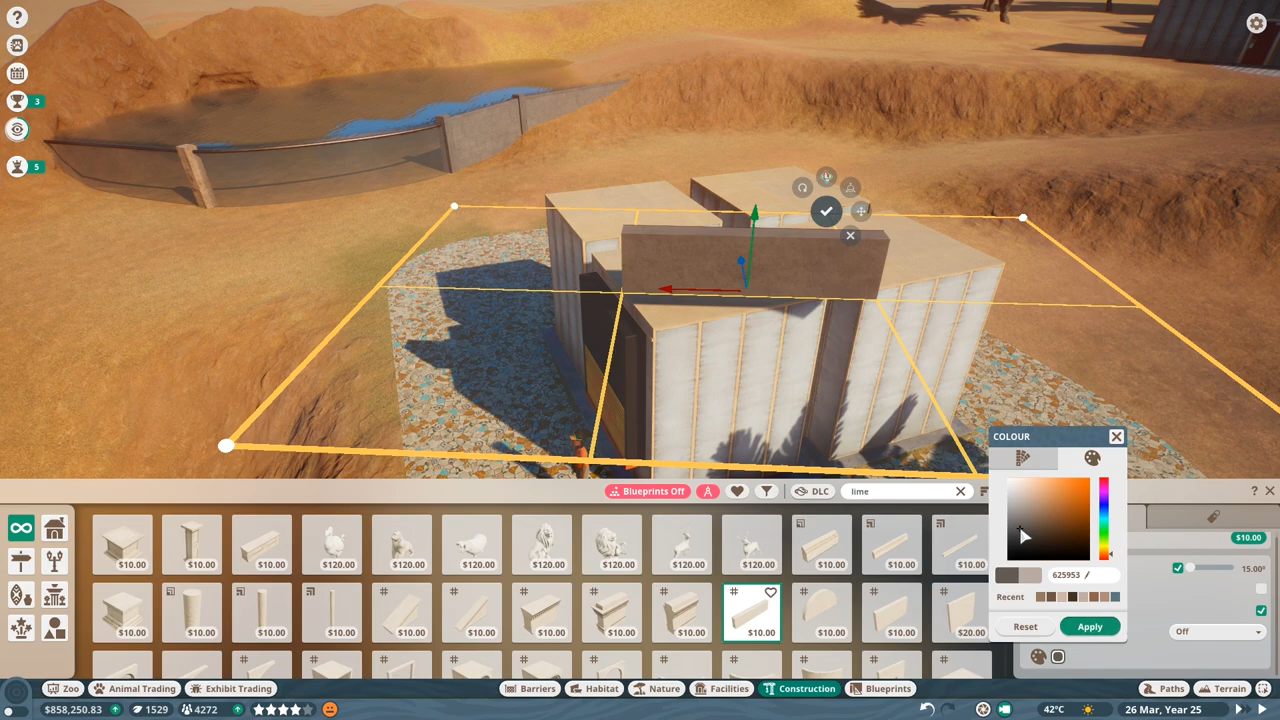 ?
3
5
COLOUR
625953 /
Recent
Reset
Apply
Blueprints Off
DLC
lime
?
$10.00
15.00°
Off
$10.00 $10.00 $10.00 $120.00 $120.00 $120.00 $120.00 $120.00 $120.00 $120.00 $10.00 $10.00 $10.00
$10.00 $10.00 $10.00 $10.00 $10.00 $10.00 $10.00 $10.00 $10.00 $10.00 $10.00 $10.00 $20.00
Zoo
Animal Trading
Exhibit Trading
Barriers
Habitat
Nature
Facilities
Construction
Blueprints
Paths
Terrain
$858,250.83
1529
4272
42°C
26 Mar, Year 25